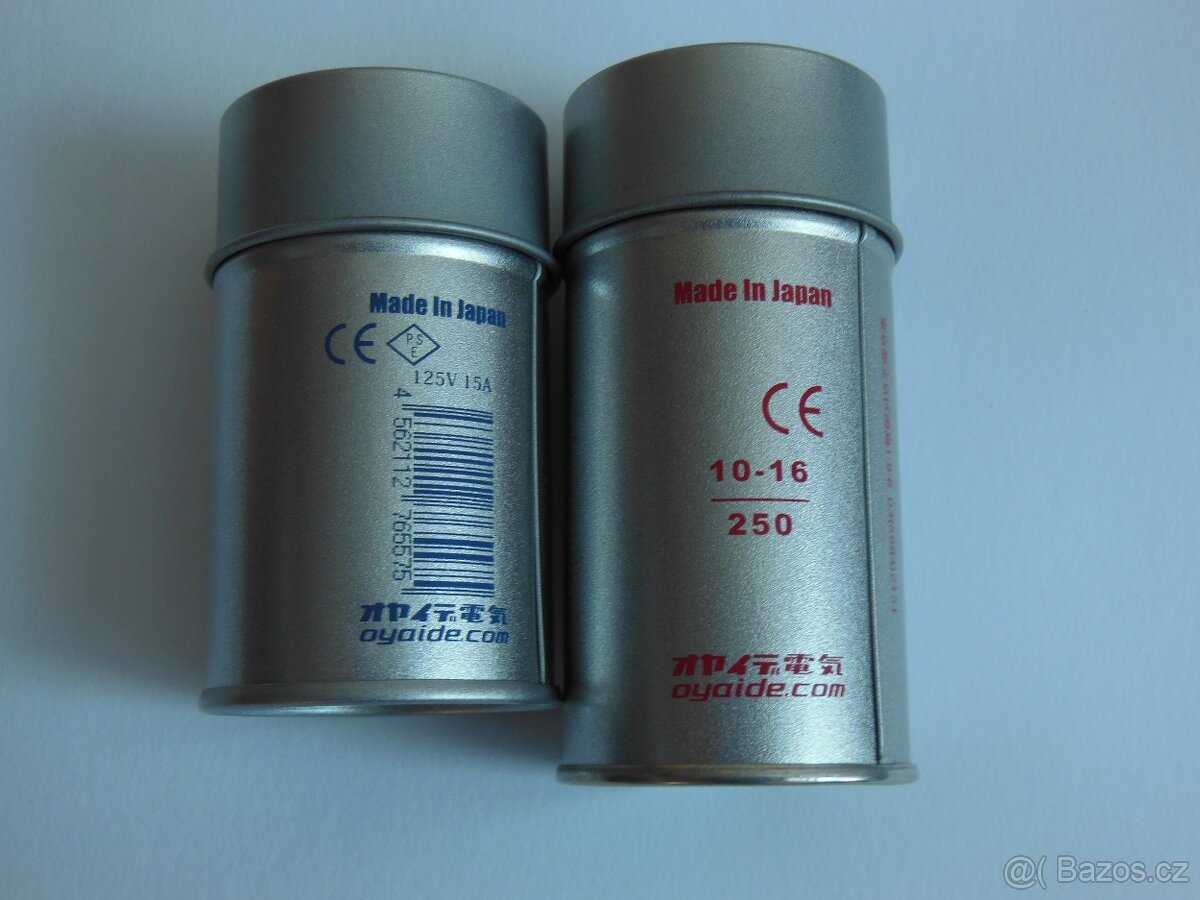 Made In Japan
CE PS E
125V 15A
4 562112 765575
オヤイデ電気
oyaide.com
Made In Japan
CE
10-16
250
オヤイデ電気
oyaide.com
@( Bazos.cz